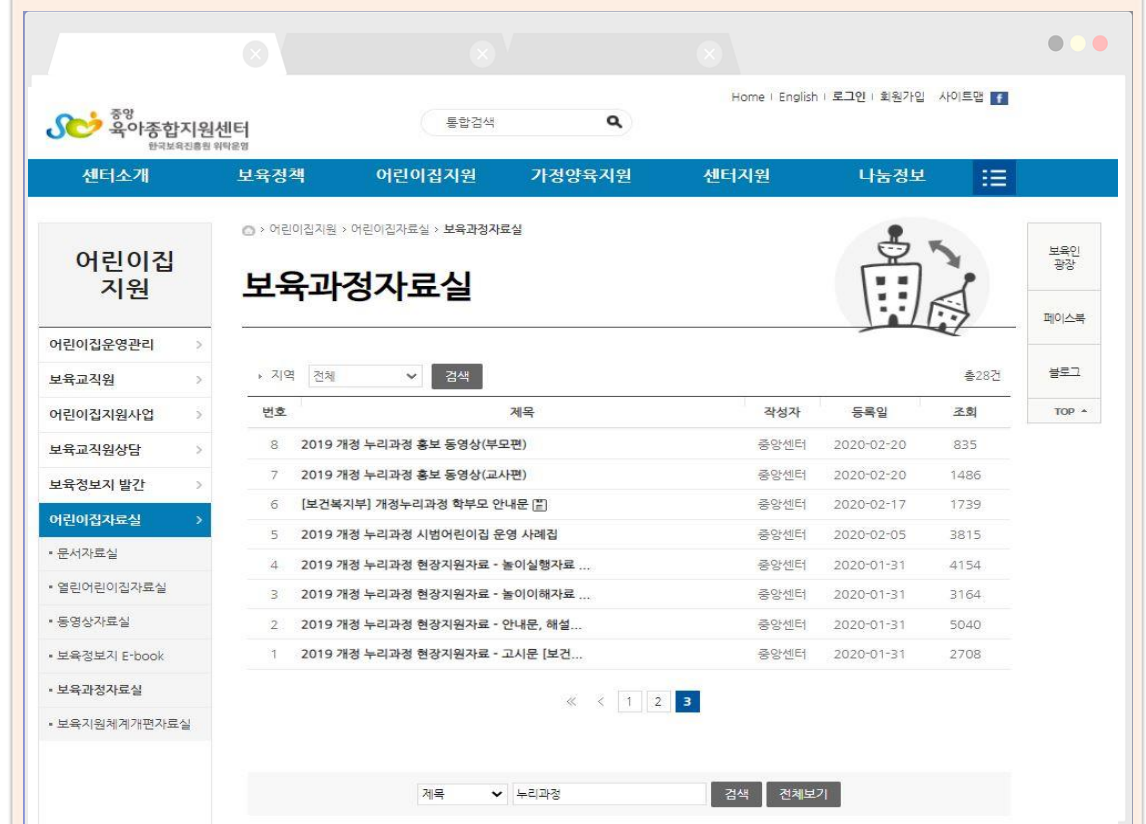 Home | English | 로그인 | 회원가입 사이트맵 f
중앙
육아종합지원센터
한국보육진흥원 위탁운영
통합검색
센터소개 보육정책 어린이집지원 가정양육지원 센터지원 나눔정보
어린이집
지원
어린이집운영관리 >
보육교직원 >
어린이집지원사업 >
보육교직원상담 >
보육정보지 발간 >
어린이집자료실 >
▪ 문서자료실
▪ 열린어린이집자료실
▪ 동영상자료실
▪ 보육정보지 E-book
▪ 보육과정자료실
▪ 보육지원체계개편자료실
> 어린이집지원 > 어린이집자료실 > 보육과정자료실
보육과정자료실
지역 전체 검색 총28건
번호 제목 작성자 등록일 조회
8 2019 개정 누리과정 홍보 동영상(부모편) 중앙센터 2020-02-20 835
7 2019 개정 누리과정 홍보 동영상(교사편) 중앙센터 2020-02-20 1486
6 [보건복지부] 개정누리과정 학부모 안내문 중앙센터 2020-02-17 1739
5 2019 개정 누리과정 시범어린이집 운영 사례집 중앙센터 2020-02-05 3815
4 2019 개정 누리과정 현장지원자료 - 놀이실행자료 ... 중앙센터 2020-01-31 4154
3 2019 개정 누리과정 현장지원자료 - 놀이이해자료 ... 중앙센터 2020-01-31 3164
2 2019 개정 누리과정 현장지원자료 - 안내문, 해설... 중앙센터 2020-01-31 5040
1 2019 개정 누리과정 현장지원자료 - 고시문 [보건... 중앙센터 2020-01-31 2708
≪ < 1 2 3
제목 누리과정 검색 전체보기
보육인
광장
페이스북
블로그
TOP